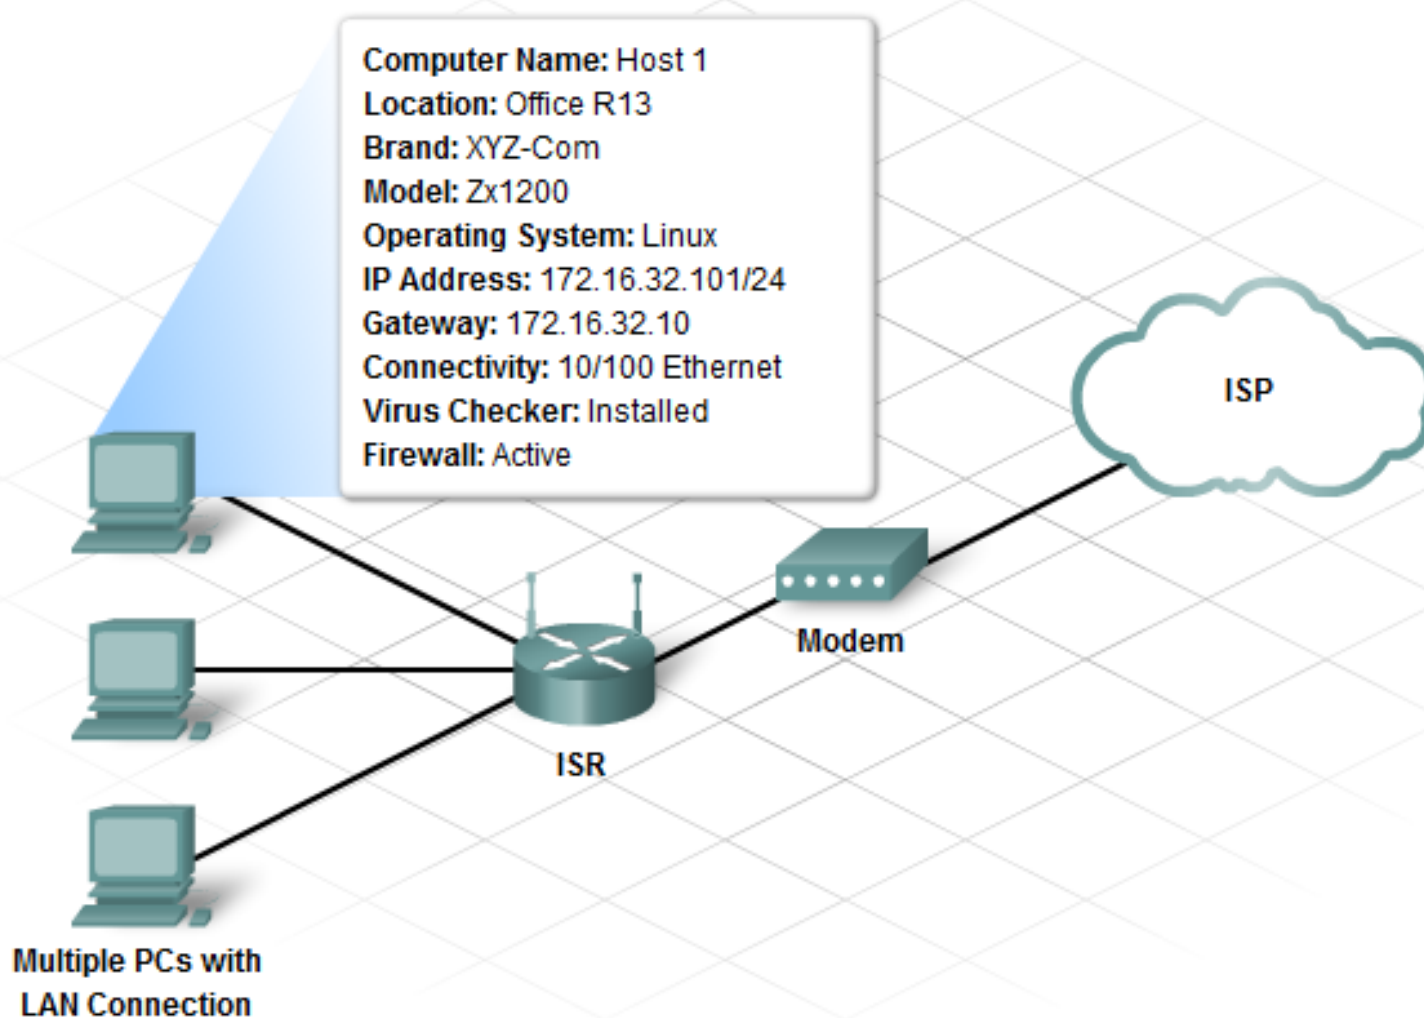 Computer Name: Host 1
Location: Office R13
Brand: XYZ-Com
Model: Zx1200
Operating System: Linux
IP Address: 172.16.32.101/24
Gateway: 172.16.32.10
Connectivity: 10/100 Ethernet
Virus Checker: Installed
Firewall: Active
ISP
Modem
ISR
Multiple PCs with
LAN Connection